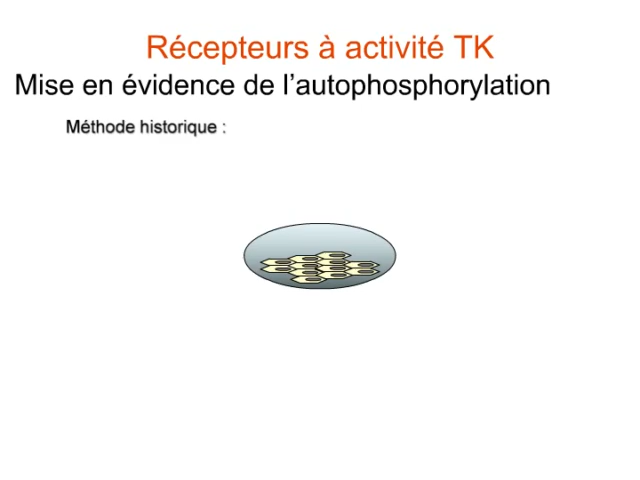 Récepteurs à activité TK
Mise en évidence de l’autophosphorylation
Méthode historique :